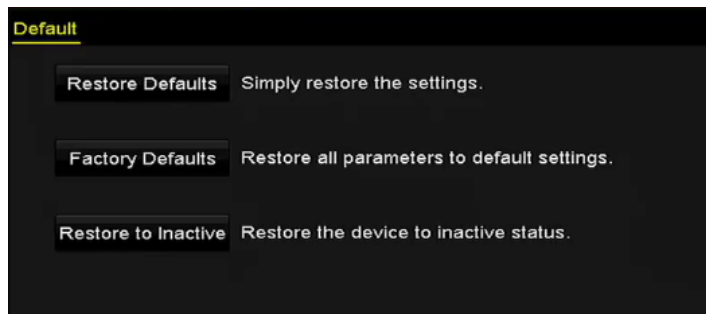 Default
Restore Defaults Simply restore the settings.
Factory Defaults Restore all parameters to default settings.
Restore to Inactive Restore the device to inactive status.